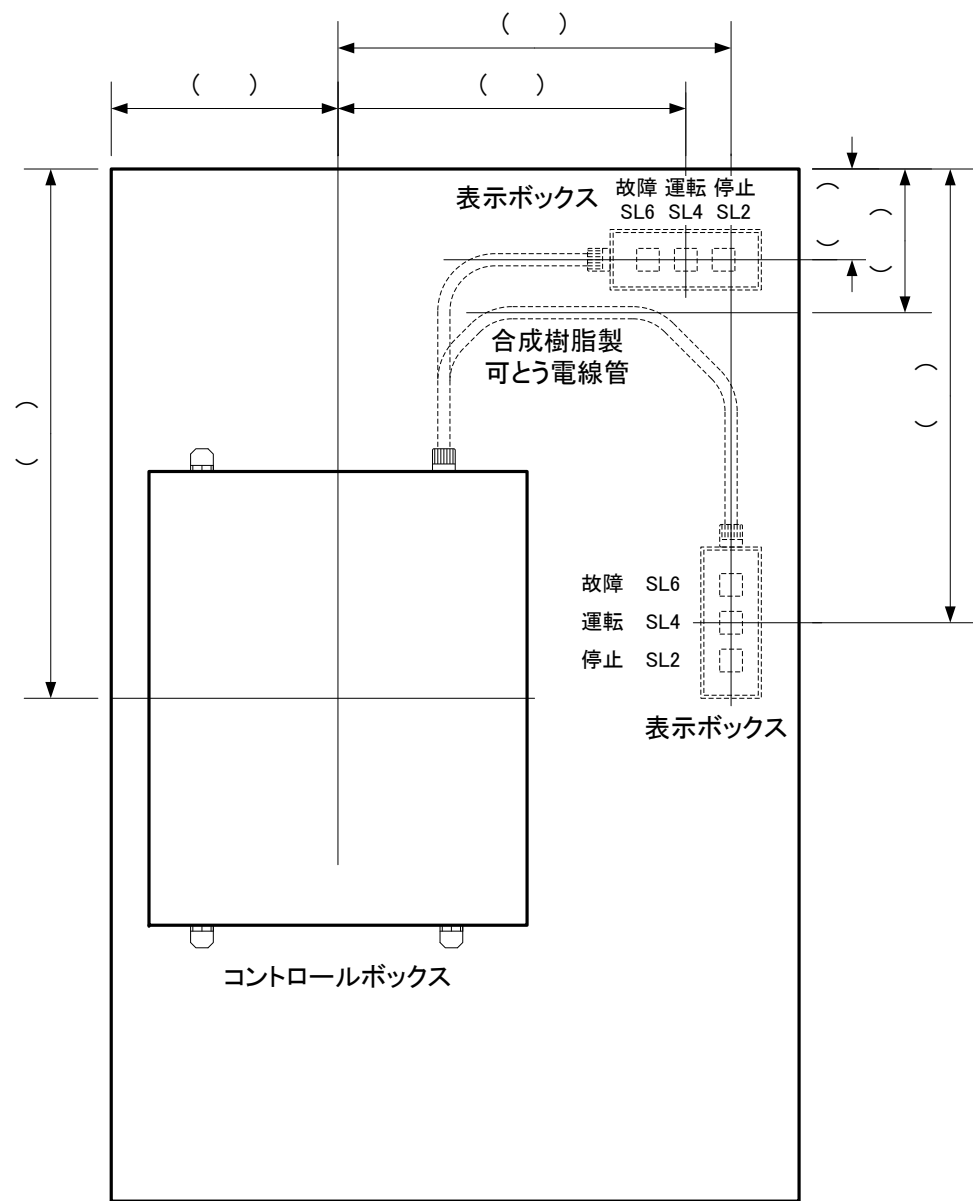 (　　)
(　　)　(　　)
表示ボックス
故障 運転 停止
SL6 SL4 SL2
(　　)
(　　)
合成樹脂製
可とう電線管
(　　)
(　　)
故障 SL6
運転 SL4
停止 SL2
表示ボックス
コントロールボックス